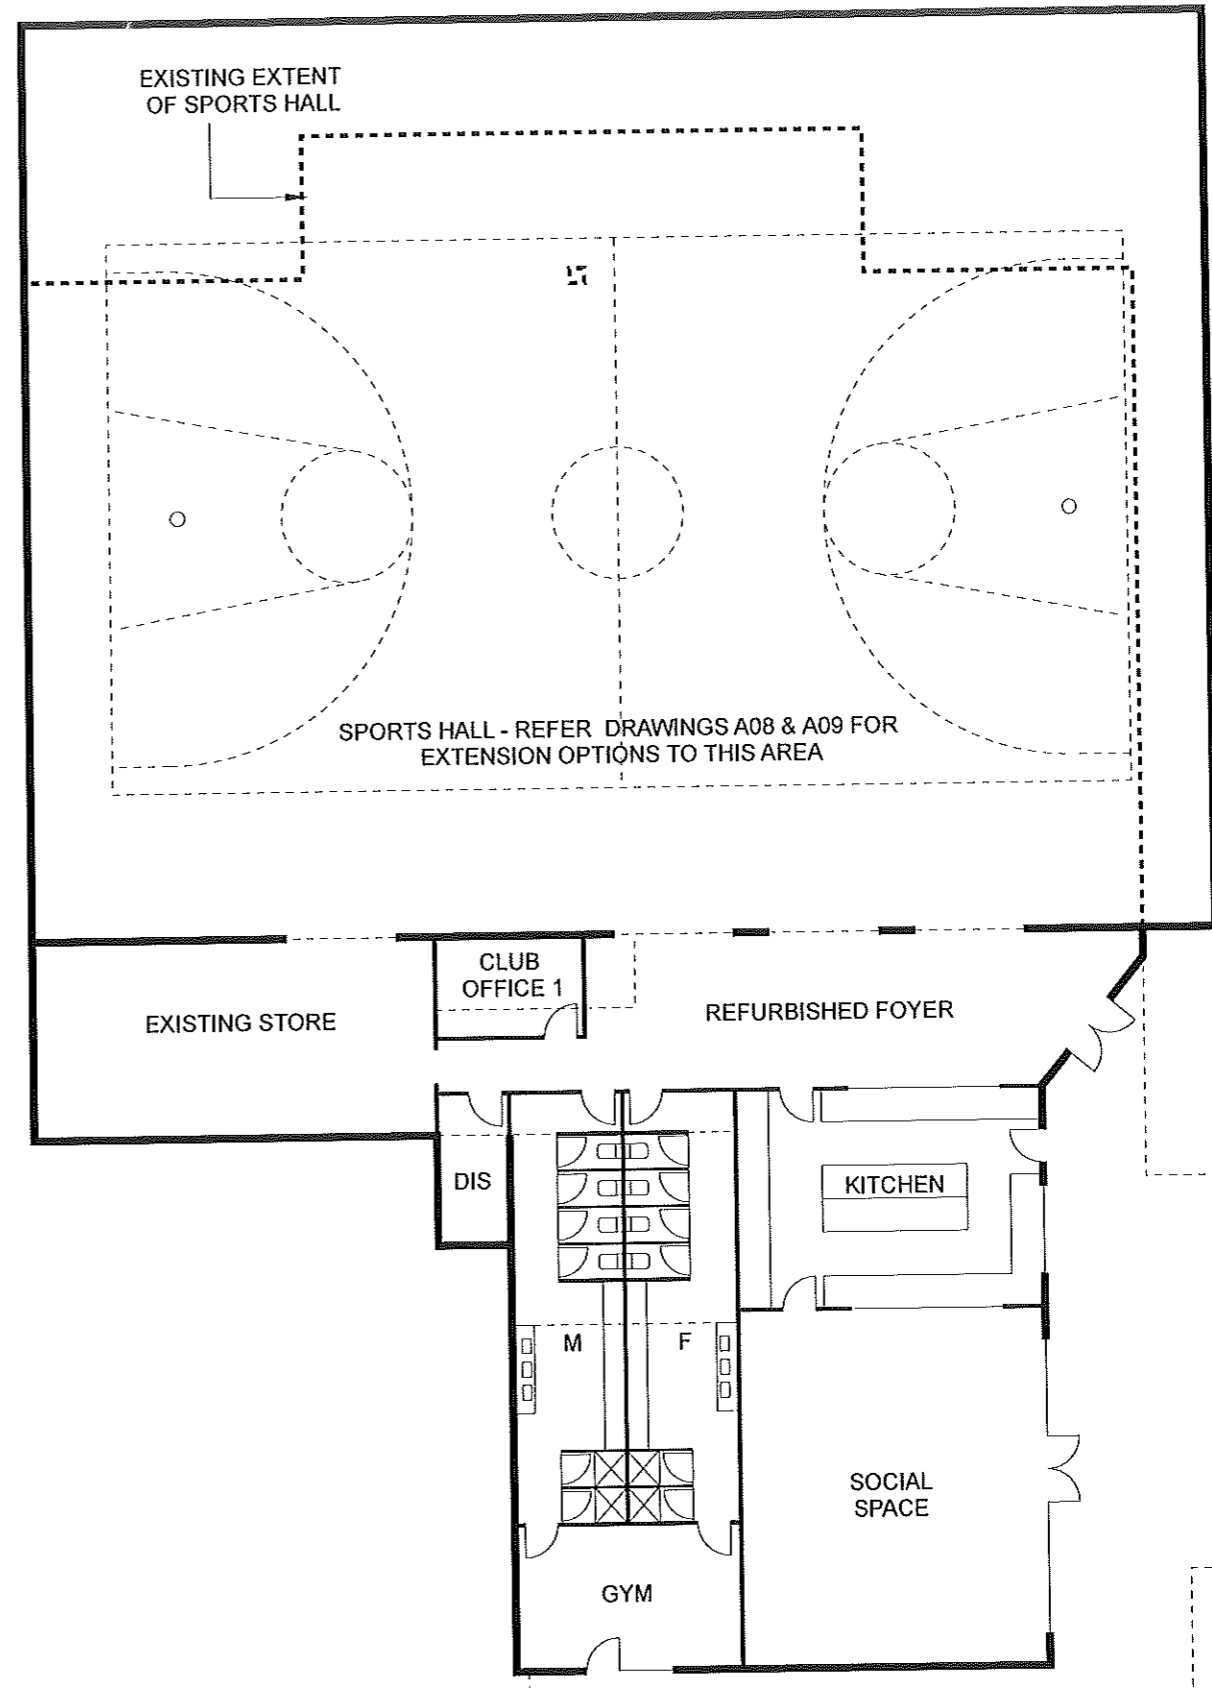 EXISTING EXTENT
OF SPORTS HALL
SPORTS HALL - REFER DRAWINGS A08 & A09 FOR
EXTENSION OPTIONS TO THIS AREA
CLUB
OFFICE 1
EXISTING STORE
REFURBISHED FOYER
DIS
KITCHEN
M
F
SOCIAL
SPACE
GYM